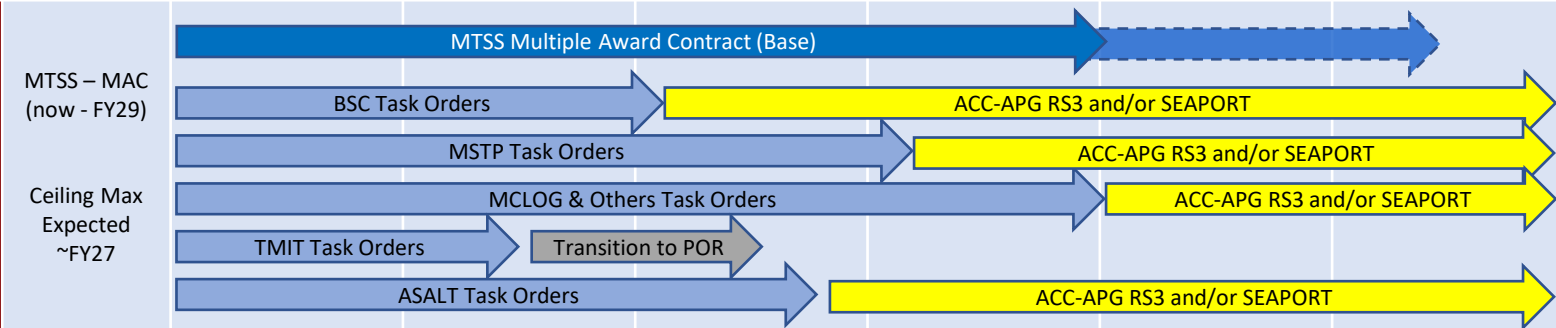 MTSS Multiple Award Contract (Base)
MTSS – MAC
(now - FY29)
BSC Task Orders
ACC-APG RS3 and/or SEAPORT
MSTP Task Orders
ACC-APG RS3 and/or SEAPORT
Ceiling Max
Expected
~FY27
MCLOG & Others Task Orders
ACC-APG RS3 and/or SEAPORT
TMIT Task Orders
Transition to POR
ASALT Task Orders
ACC-APG RS3 and/or SEAPORT